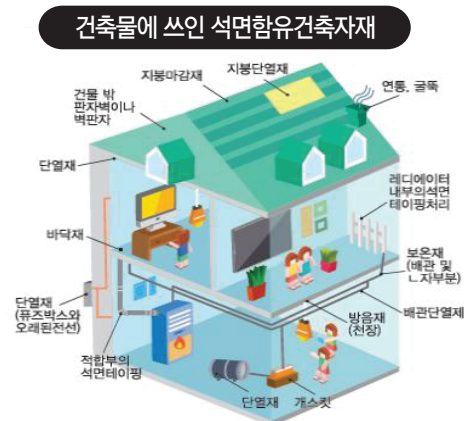 건축물에 쓰인 석면함유건축자재
지붕마감재
지붕단열재
연통, 굴뚝
건물 밖
판자벽이나
벽판자
단열재
레디에이터
내부의석면
테이핑처리
바닥재
보온재
(배관 및
ㄴ자부분)
단열재
(퓨즈박스와
오래된전선)
방음재
(천장)
배관단열제
적합부의
석면테이핑
단열재
개스킷